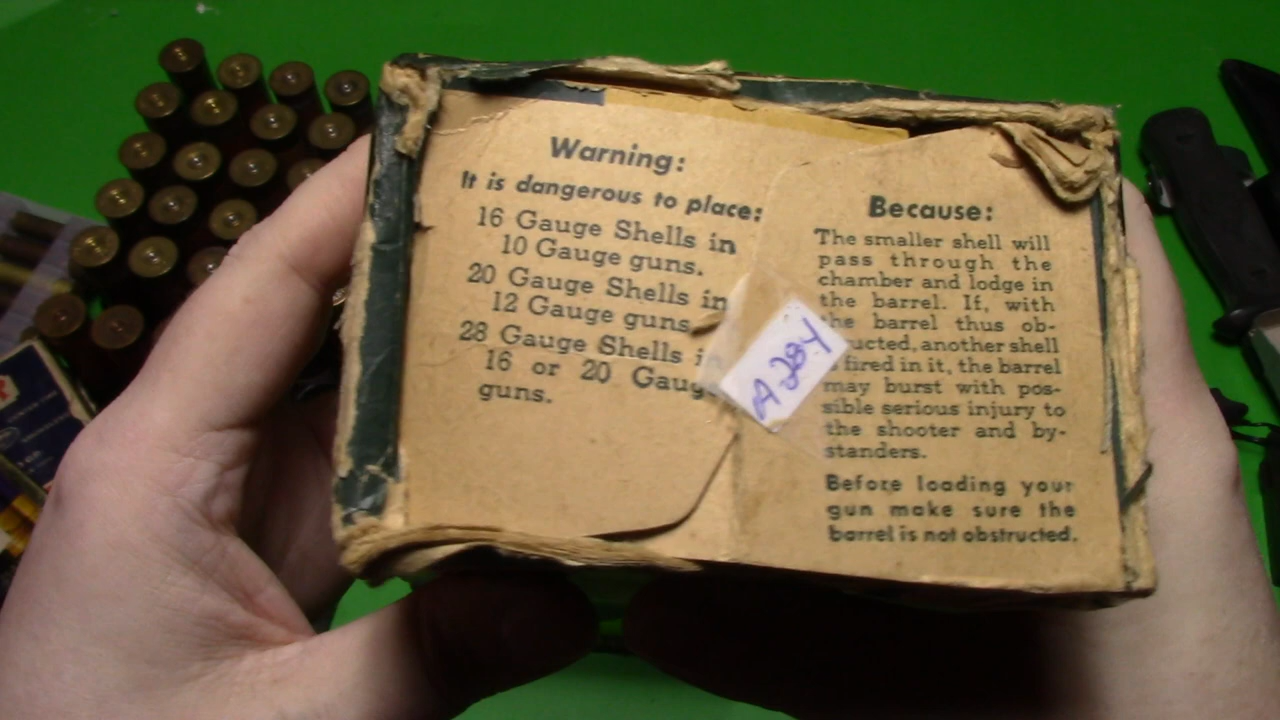 Warning:
It is dangerous to place:
16 Gauge Shells in
10 Gauge guns.
20 Gauge Shells in
12 Gauge guns.
28 Gauge Shells
16 or 20 Gauge
guns.
Because:
The smaller shell will
pass through the
chamber and lodge in
the barrel. If, with
the barrel thus ob-
ucted, another shell
fired in it, the barrel
may burst with pos-
sible serious injury to
the shooter and by-
standers.
Before loading your
gun make sure the
barrel is not obstructed.
A 284